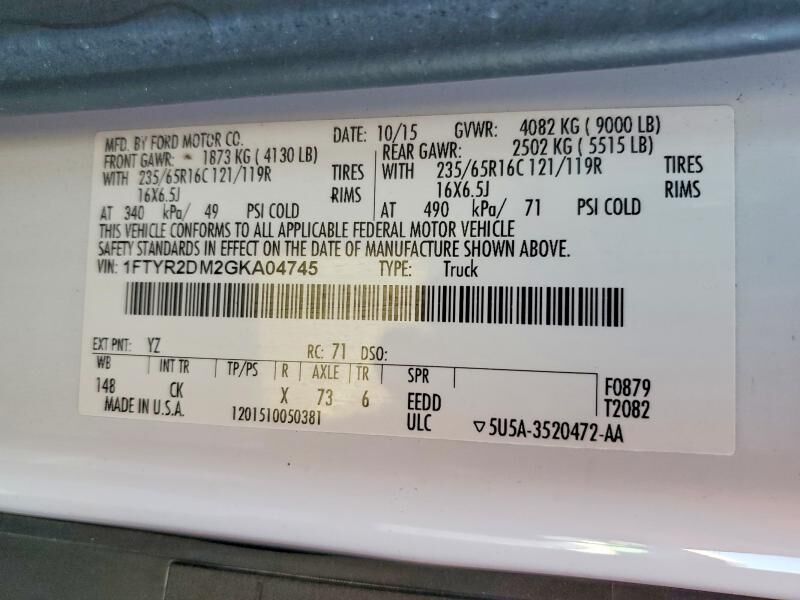 MFD. BY FORD MOTOR CO. DATE: 10/15 GVWR: 4082 KG ( 9000 LB)
FRONT GAWR: 1873 KG ( 4130 LB) REAR GAWR: 2502 KG ( 5515 LB)
WITH 235/65R16C 121/119R TIRES WITH 235/65R16C 121/119R TIRES
16X6.5J RIMS 16X6.5J RIMS
AT 340 kPa/ 49 PSI COLD AT 490 kPa/ 71 PSI COLD
THIS VEHICLE CONFORMS TO ALL APPLICABLE FEDERAL MOTOR VEHICLE
SAFETY STANDARDS IN EFFECT ON THE DATE OF MANUFACTURE SHOWN ABOVE.
VIN: 1FTYR2DM2GKA04745 TYPE: Truck
EXT PNT: YZ RC: 71 DSO:
WB INT TR TP/PS R AXLE TR SPR F0879
148 CK X 73 6 EEDD T2082
MADE IN U.S.A. 1201510050381 ULC ▽5U5A-3520472-AA